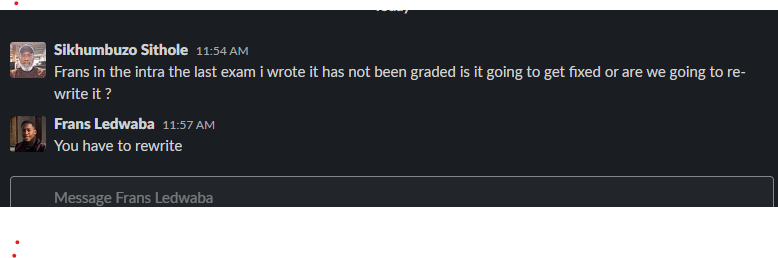 Today
Sikhumbuzo Sithole 11:54 AM
Frans in the intra the last exam i wrote it has not been graded is it going to get fixed or are we going to re-
write it ?
Frans Ledwaba 11:57 AM
You have to rewrite
Message Frans Ledwaba